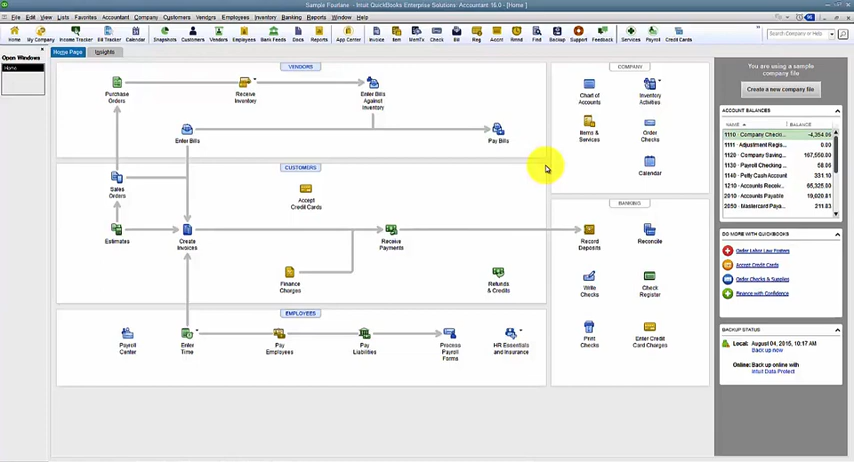 Sample Fourlane - Intuit QuickBooks Enterprise Solutions: Accountant 16.0 - [Home ]
File Edit View Lists Favorites Accountant Company Customers Vendors Employees Inventory Banking Reports Window Help
Home My Company Income Tracker Bill Tracker Calendar Snapshots Customers Vendors Employees Bank Feeds Docs Reports App Center Invoice Item MemTx Check Bill Reg Accnt Rmnd Find Backup Support Feedback Services Payroll Credit Cards
Search Company or Help
Open Windows
Home
Home Page Insights
VENDORS
Purchase
Orders
Receive
Inventory
Enter Bills
Against
Inventory
Enter Bills
Pay Bills
CUSTOMERS
Sales
Orders
Accept
Credit Cards
Estimates
Create
Invoices
Receive
Payments
Finance
Charges
Refunds
& Credits
EMPLOYEES
Payroll
Center
Enter
Time
Pay
Employees
Pay
Liabilities
Process
Payroll
Forms
HR Essentials
and Insurance
COMPANY
Chart of
Accounts
Inventory
Activities
Items &
Services
Order
Checks
Calendar
BANKING
Record
Deposits
Reconcile
Write
Checks
Check
Register
Print
Checks
Enter Credit
Card Charges
You are using a sample
company file
Create a new company file
ACCOUNT BALANCES
NAME BALANCE
1110 · Company Checki... -4,354.86
1111 · Adjustment Regis... 0.00
1120 · Company Saving... 167,550.00
1130 · Payroll Checking 58.06
1140 · Petty Cash Account 331.10
1210 · Accounts Receiv... 65,325.80
2010 · Accounts Payable 19,020.81
2050 · Mastercard Paya... 211.83
DO MORE WITH QUICKBOOKS
Order Labor Law Posters
Accept Credit Cards
Order Checks & Supplies
Finance with Confidence
BACKUP STATUS
Local: August 04, 2015, 10:17 AM
Back up now
Online: Back up online with
Intuit Data Protect